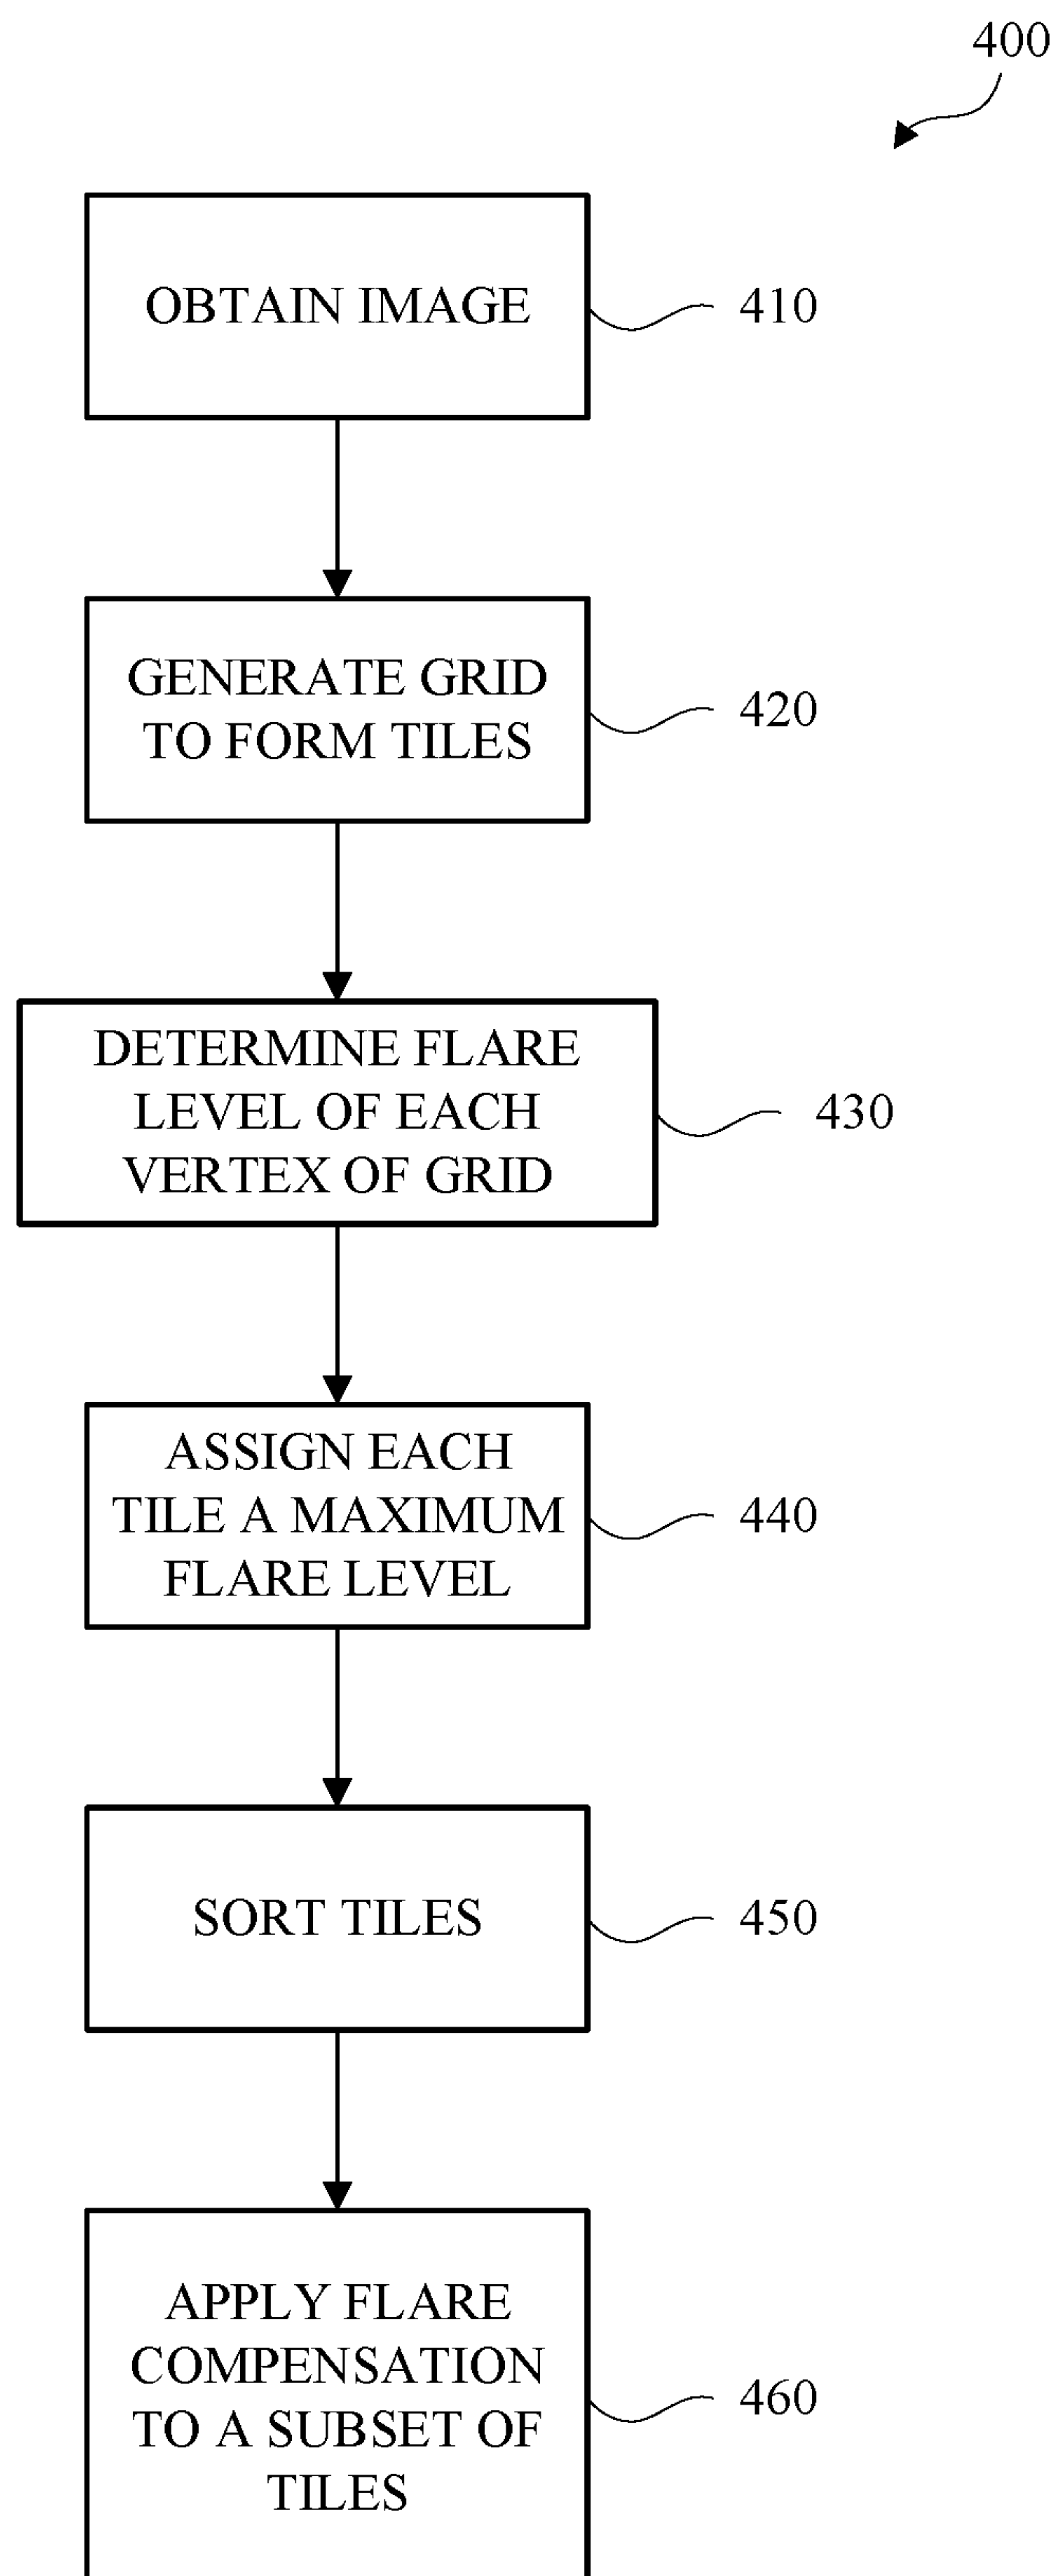 400
OBTAIN IMAGE
410
GENERATE GRID
TO FORM TILES
420
DETERMINE FLARE
LEVEL OF EACH
VERTEX OF GRID
430
ASSIGN EACH
TILE A MAXIMUM
FLARE LEVEL
440
SORT TILES
450
APPLY FLARE
COMPENSATION
TO A SUBSET OF
TILES
460